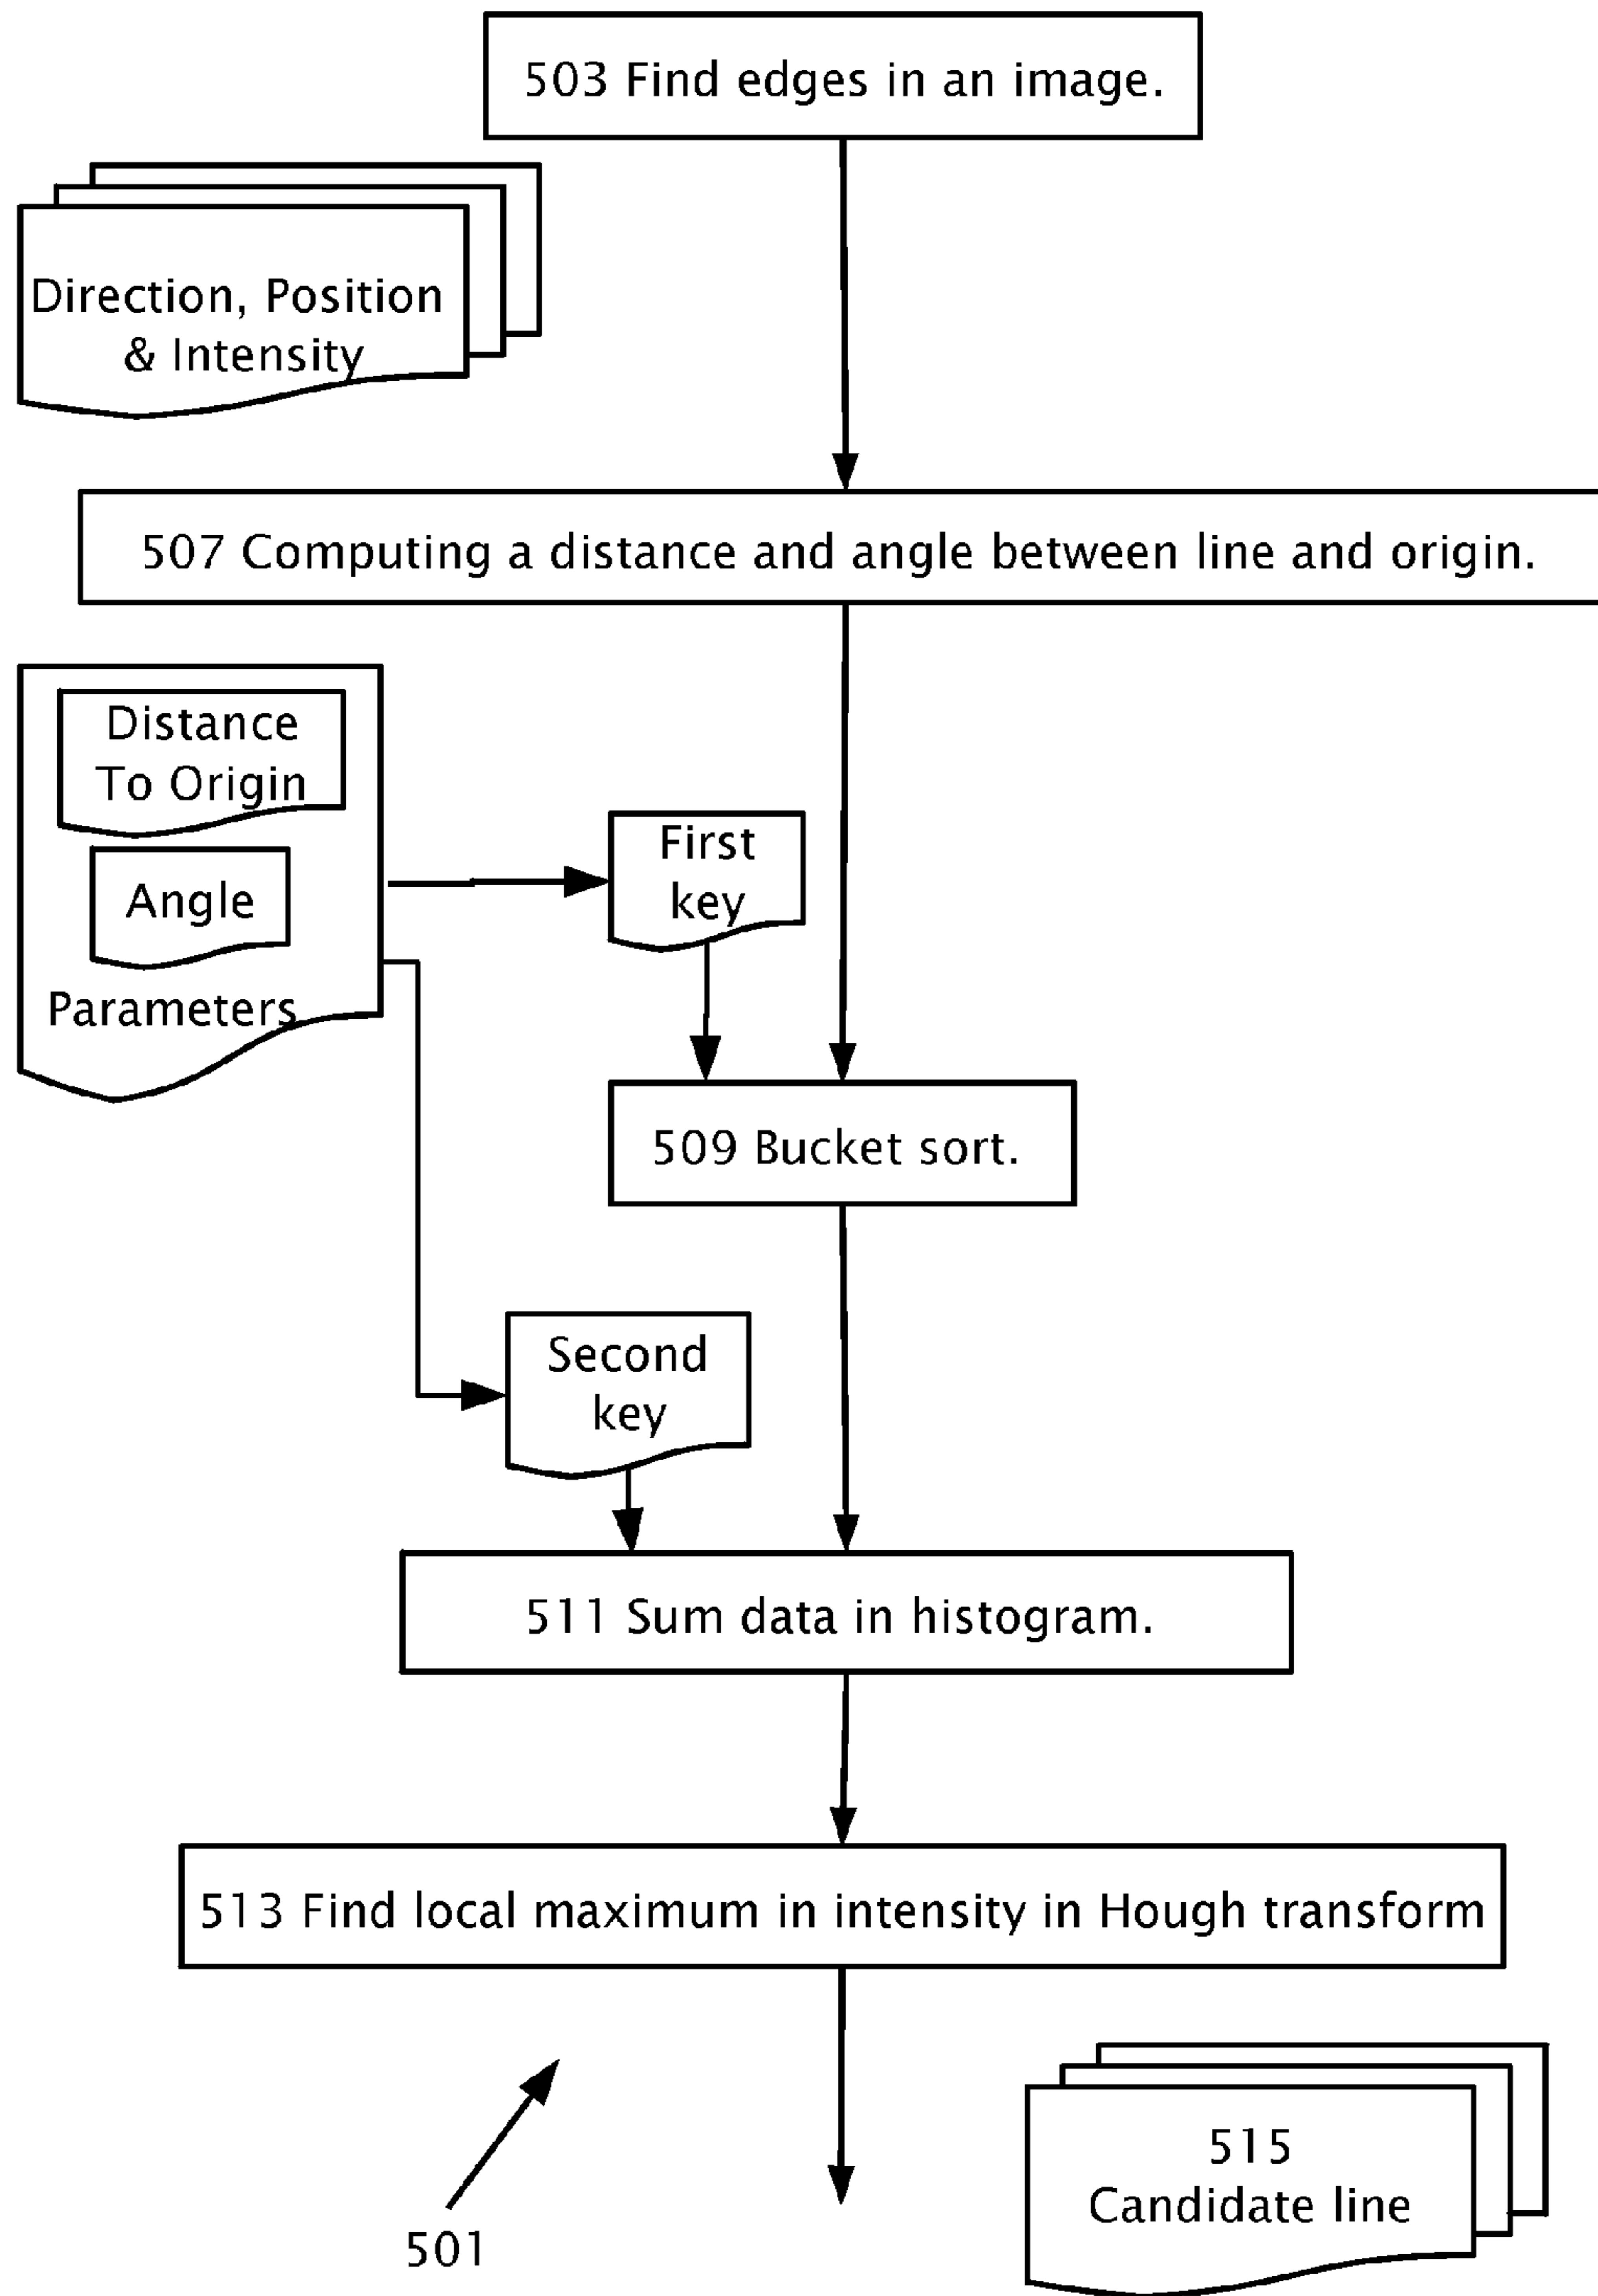 503 Find edges in an image.
Direction, Position
& Intensity
507 Computing a distance and angle between line and origin.
Distance
To Origin
Angle
Parameters
First
key
509 Bucket sort.
Second
key
511 Sum data in histogram.
513 Find local maximum in intensity in Hough transform
515
Candidate line
501